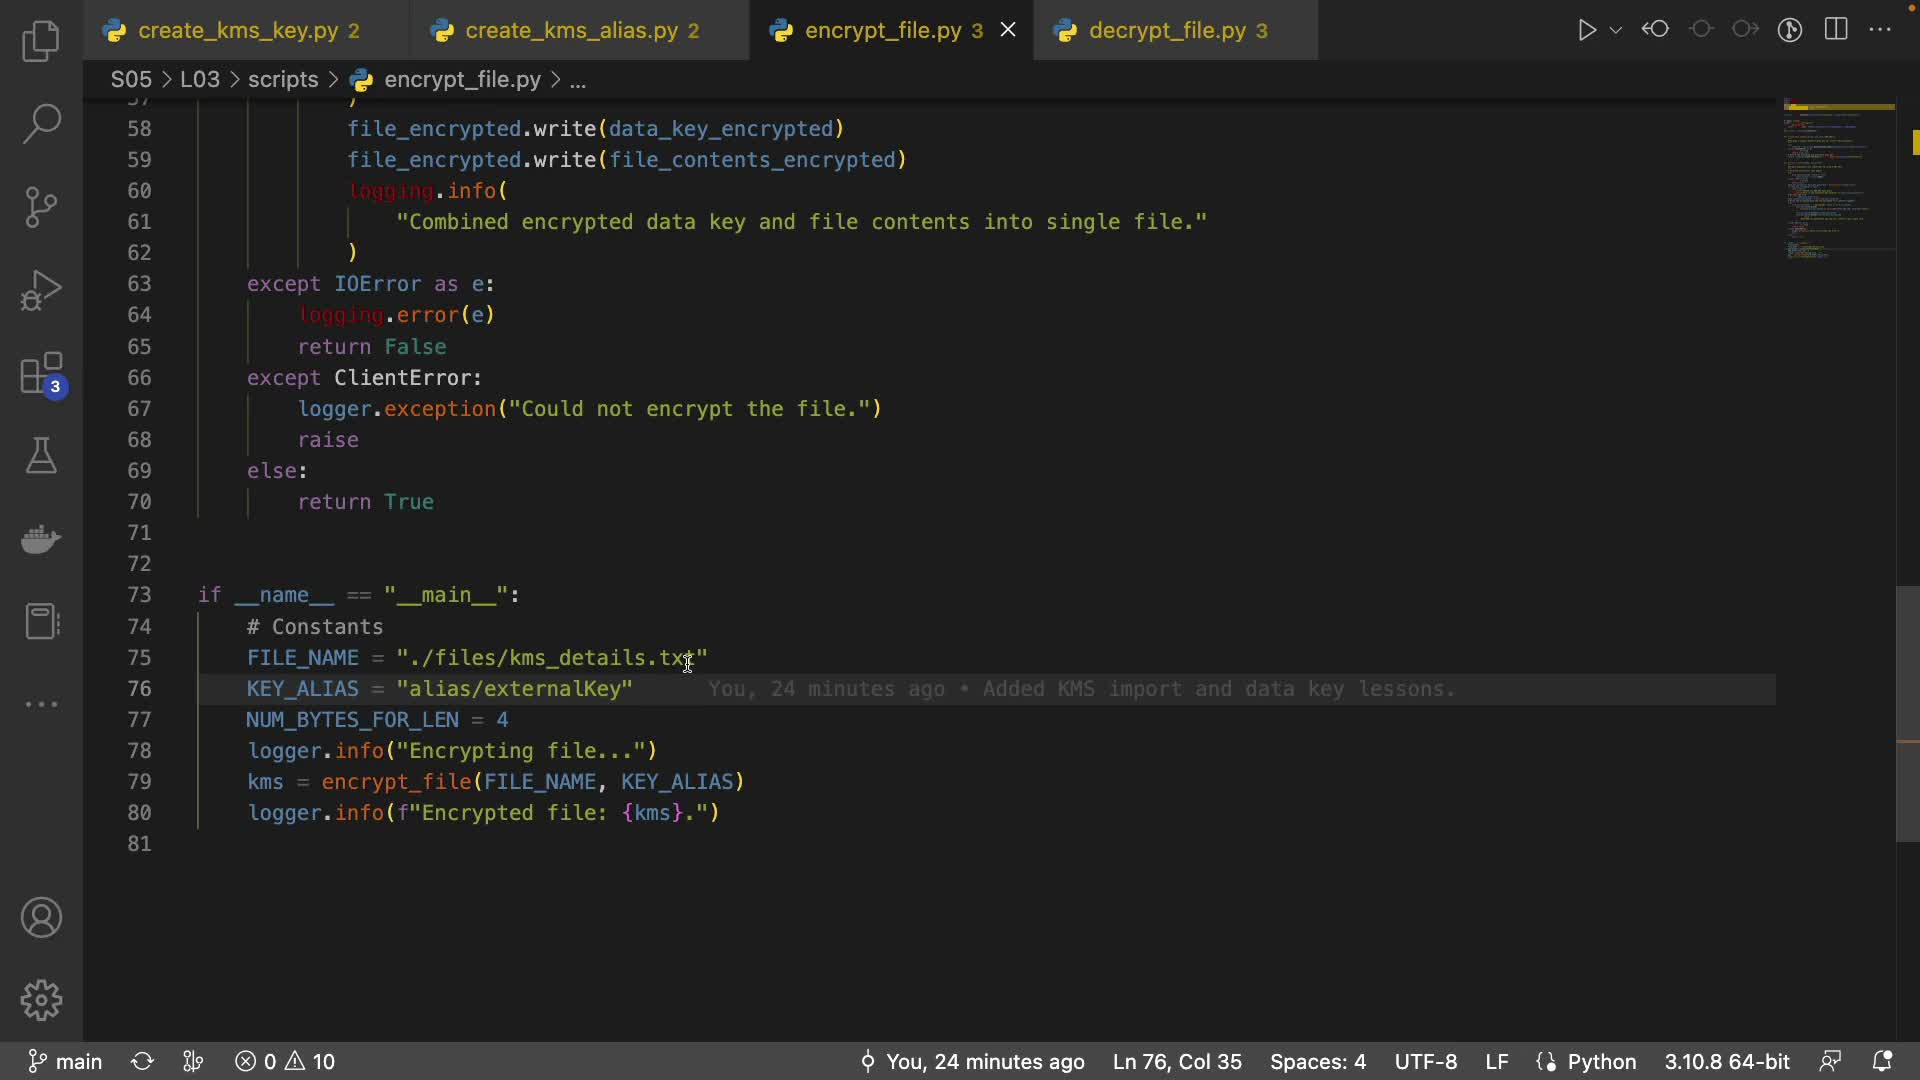 create_kms_key.py 2
create_kms_alias.py 2
encrypt_file.py 3
decrypt_file.py 3
S05 > L03 > scripts > encrypt_file.py > ...
57 )
58 file_encrypted.write(data_key_encrypted)
59 file_encrypted.write(file_contents_encrypted)
60 logging.info(
61 "Combined encrypted data key and file contents into single file."
62 )
63 except IOError as e:
64 logging.error(e)
65 return False
66 except ClientError:
67 logger.exception("Could not encrypt the file.")
68 raise
69 else:
70 return True
71
72
73 if __name__ == "__main__":
74 # Constants
75 FILE_NAME = "./files/kms_details.txt"
76 KEY_ALIAS = "alias/externalKey" You, 24 minutes ago • Added KMS import and data key lessons.
77 NUM_BYTES_FOR_LEN = 4
78 logger.info("Encrypting file...")
79 kms = encrypt_file(FILE_NAME, KEY_ALIAS)
80 logger.info(f"Encrypted file: {kms}.")
81
3
main 0 10 You, 24 minutes ago Ln 76, Col 35 Spaces: 4 UTF-8 LF Python 3.10.8 64-bit